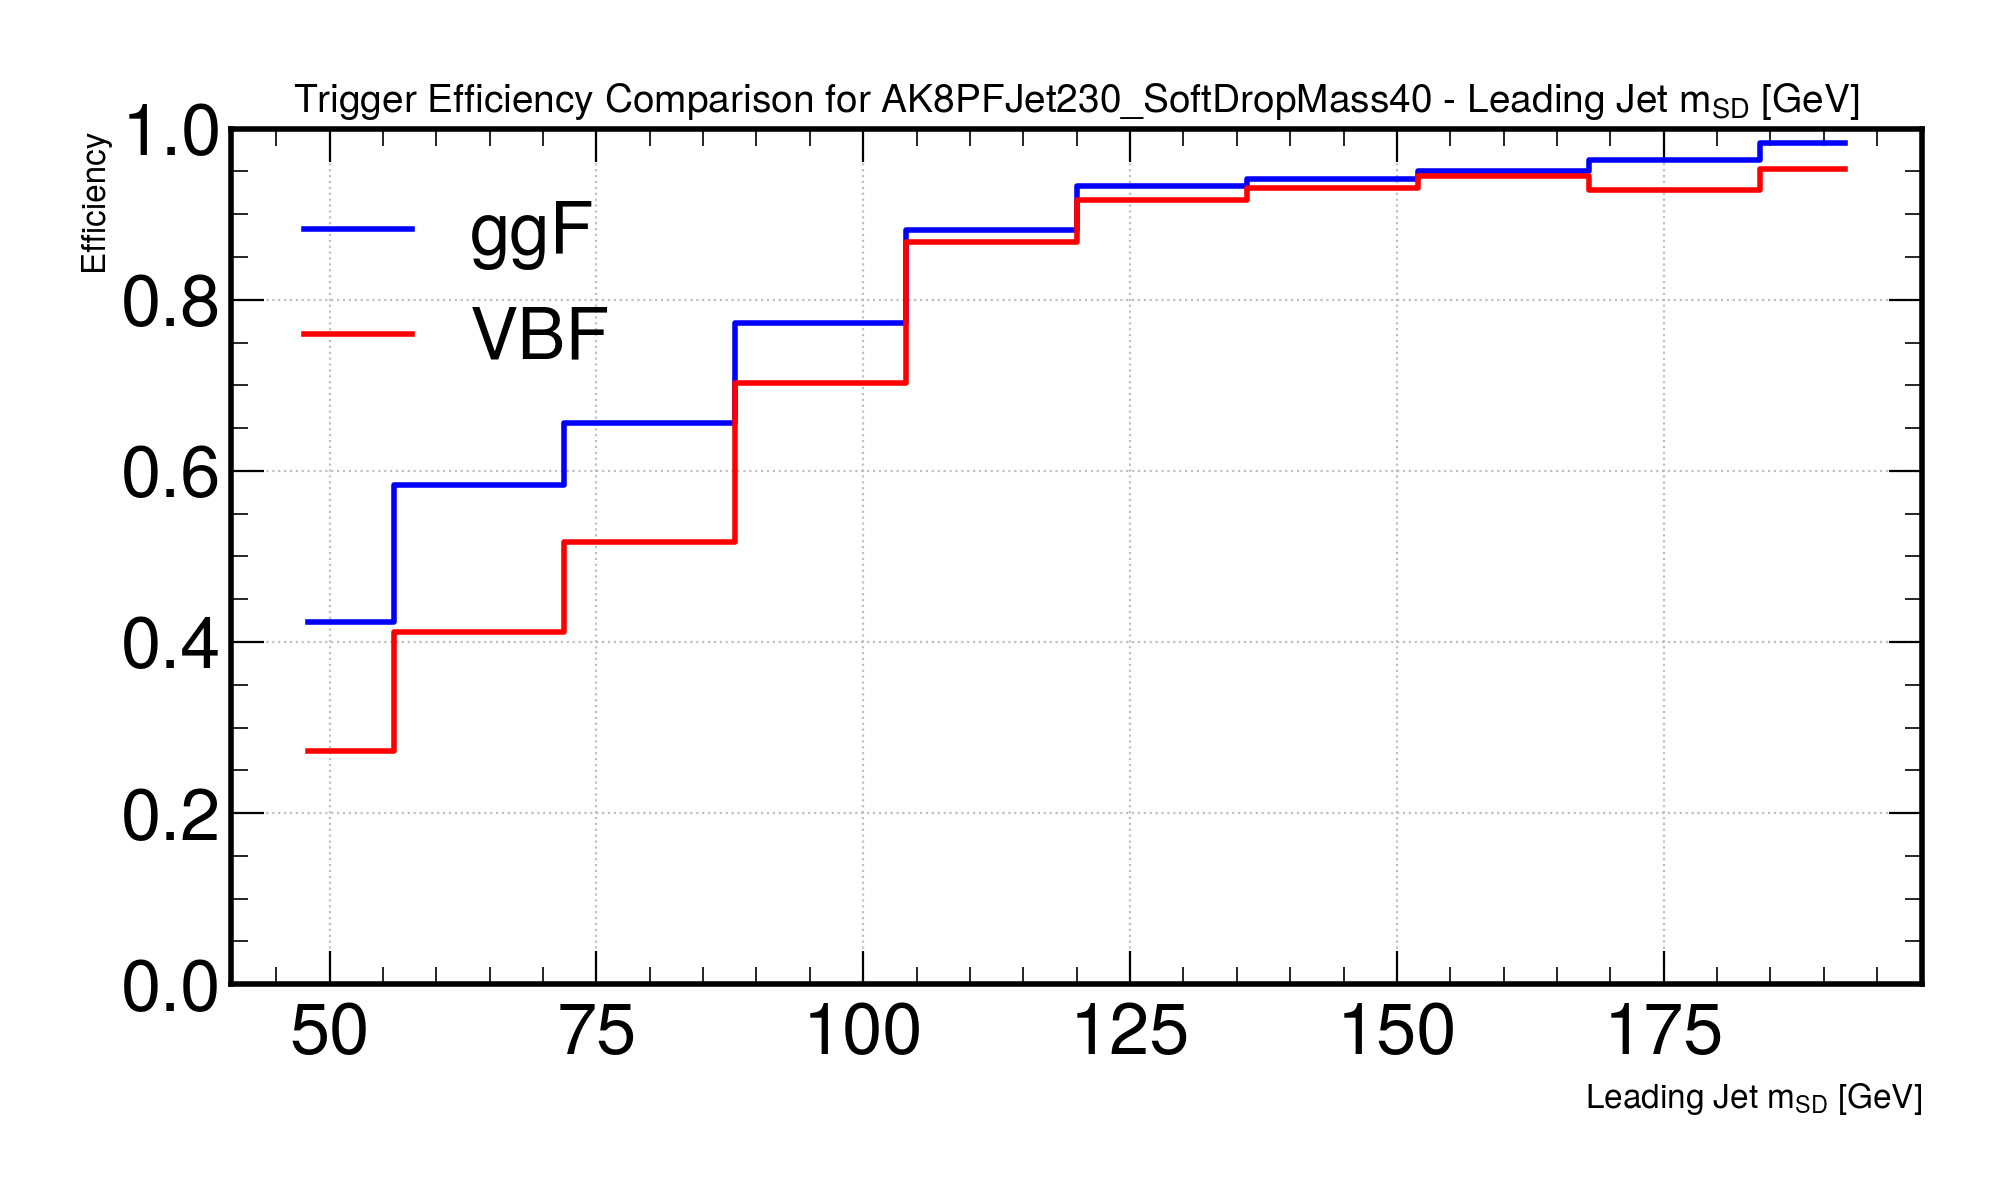 Trigger Efficiency Comparison for AK8PFJet230_SoftDropMass40 - Leading Jet mSD [GeV]
Efficiency
1.0
0.8
0.6
0.4
0.2
0.0
ggF
VBF
50 75 100 125 150 175
Leading Jet mSD [GeV]